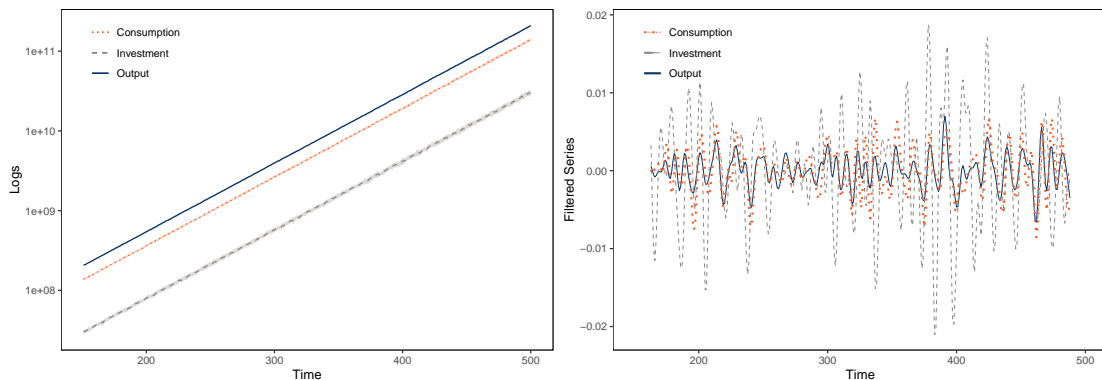 Consumption
Investment
Output
1e+11
1e+10
1e+09
1e+08
Logs
200
300
400
500
Time
Consumption
Investment
Output
0.02
0.01
0.00
−0.01
−0.02
Filtered Series
200
300
400
500
Time